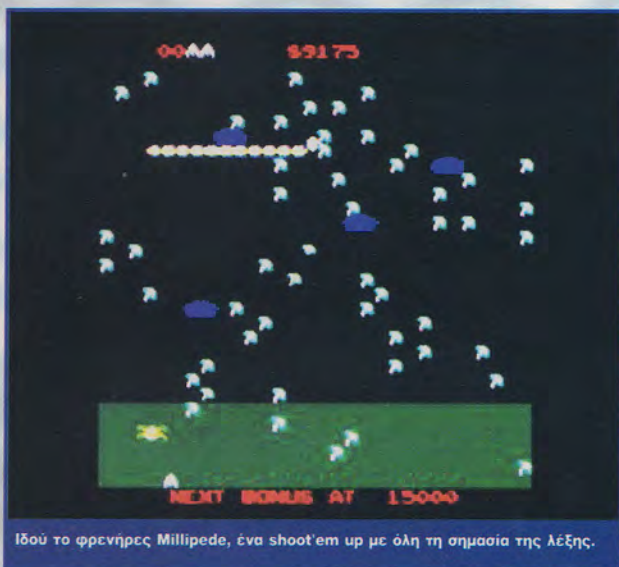 00 $9175
NEXT BONUS AT 15000
Ιδού το φρενήρες Millipede, ένα shoot'em up με όλη τη σημασία της λέξης.